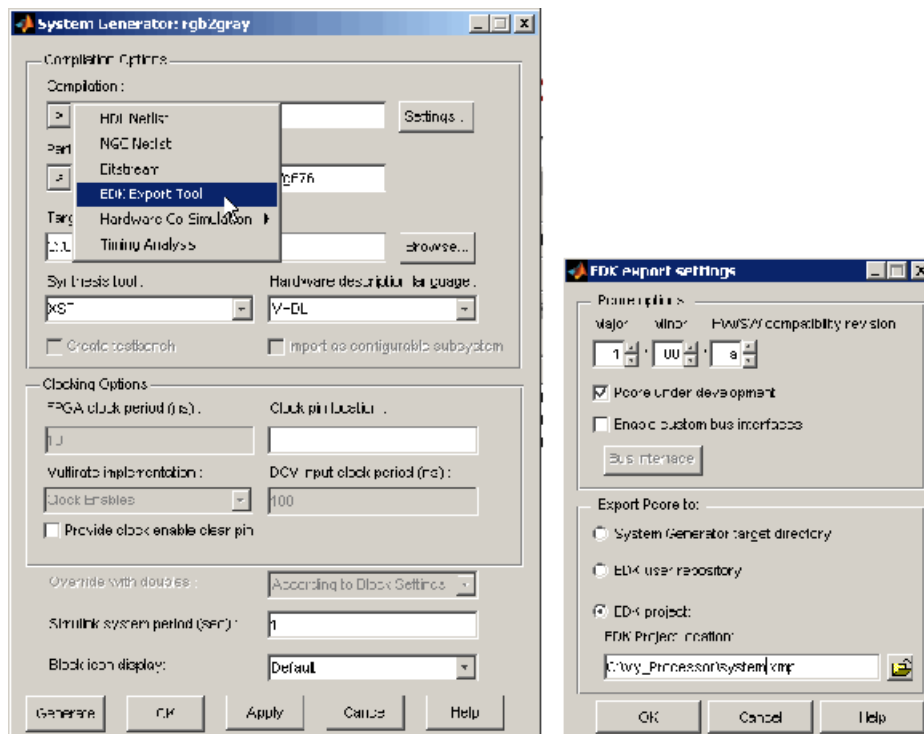 System Generator: rgb2gray
Compilation Options
Compilation :
>
HDL Netlist
Settings...
NGC Netlist
Part
Bitstream
>
EDK Export Tool
Targ
Hardware Co-Simulation
Timing Analysis
Browse...
Synthesis tool :
Hardware description language :
XST
VHDL
Create testbench
Import as configurable subsystem
Clocking Options
FPGA clock period (ns) :
Clock pin location :
10
Multirate implementation :
DCM input clock period (ns) :
Clock Enables
100
Provide clock enable clear pin
Override with doubles :
According to Block Settings
Simulink system period (sec) :
1
Block icon display:
Default
Generate
OK
Apply
Cancel
Help
EDK export settings
Pcore options
Major Minor HW/SW compatibility revision
1 . 00 . a
Pcore under development
Enable custom bus interfaces
Bus Interface
Export Pcore to:
System Generator target directory
EDK user repository
EDK project:
EDK Project location:
C:\My_Processor\system.xmp
OK
Cancel
Help